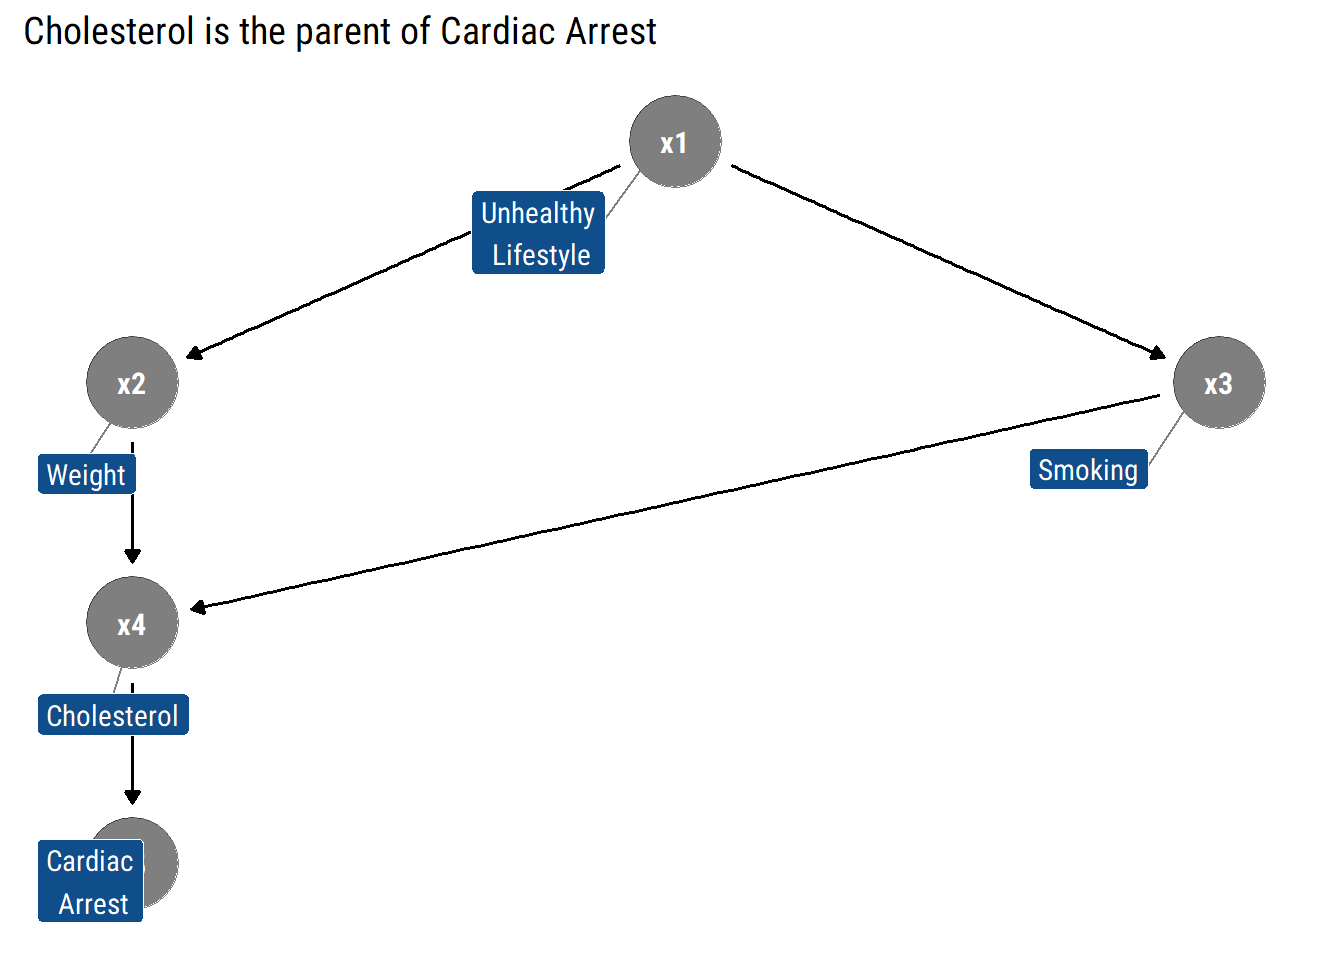 Cholesterol is the parent of Cardiac Arrest
x1
Unhealthy
Lifestyle
x2
x3
Weight
Smoking
x4
Cholesterol
Cardiac
Arrest